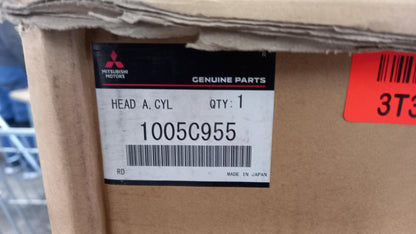 MITSUBISHI
MOTORS
GENUINE PARTS
HEAD A,CYL QTY:1
1005C955
RD MADE IN JAPAN
3T3